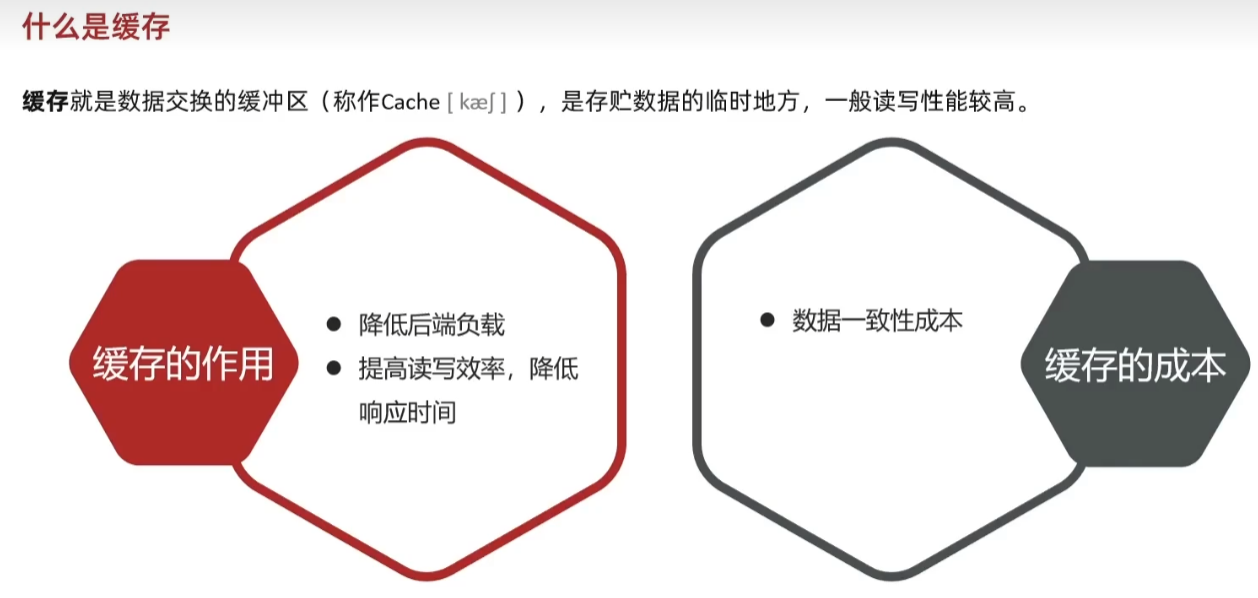 什么是缓存
缓存就是数据交换的缓冲区（称作Cache [ kæʃ ] ），是存贮数据的临时地方，一般读写性能较高。
缓存的作用
● 降低后端负载
● 提高读写效率，降低
响应时间
● 数据一致性成本
缓存的成本